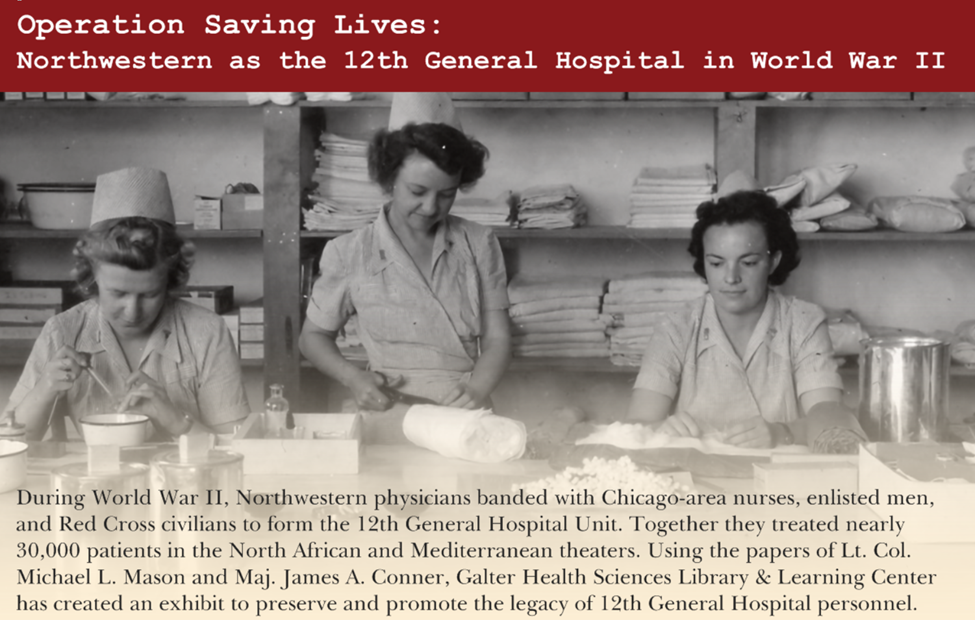 Operation Saving Lives:
Northwestern as the 12th General Hospital in World War II
During World War II, Northwestern physicians banded with Chicago-area nurses, enlisted men,
and Red Cross civilians to form the 12th General Hospital Unit. Together they treated nearly
30,000 patients in the North African and Mediterranean theaters. Using the papers of Lt. Col.
Michael L. Mason and Maj. James A. Conner, Galter Health Sciences Library & Learning Center
has created an exhibit to preserve and promote the legacy of 12th General Hospital personnel.